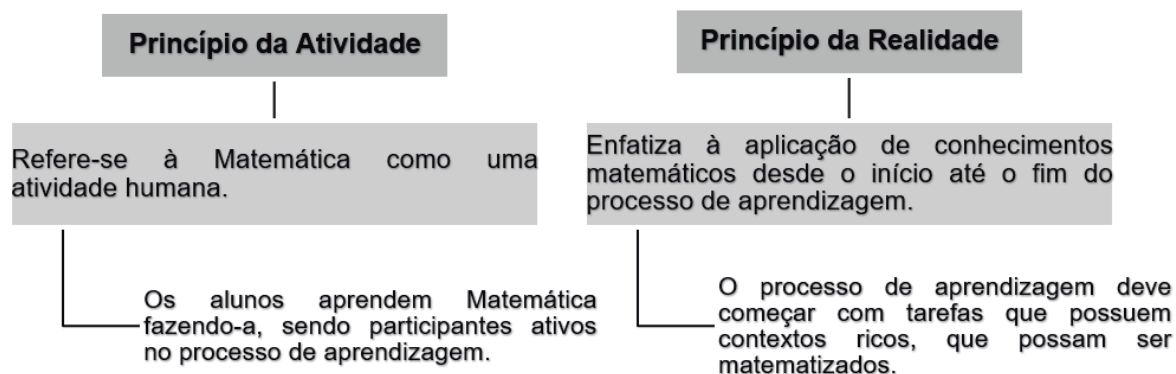 Princípio da Atividade
Refere-se à Matemática como uma
atividade humana.
Os alunos aprendem Matemática
fazendo-a, sendo participantes ativos
no processo de aprendizagem.
Princípio da Realidade
Enfatiza à aplicação de conhecimentos
matemáticos desde o início até o fim do
processo de aprendizagem.
O processo de aprendizagem deve
começar com tarefas que possuem
contextos ricos, que possam ser
matematizados.